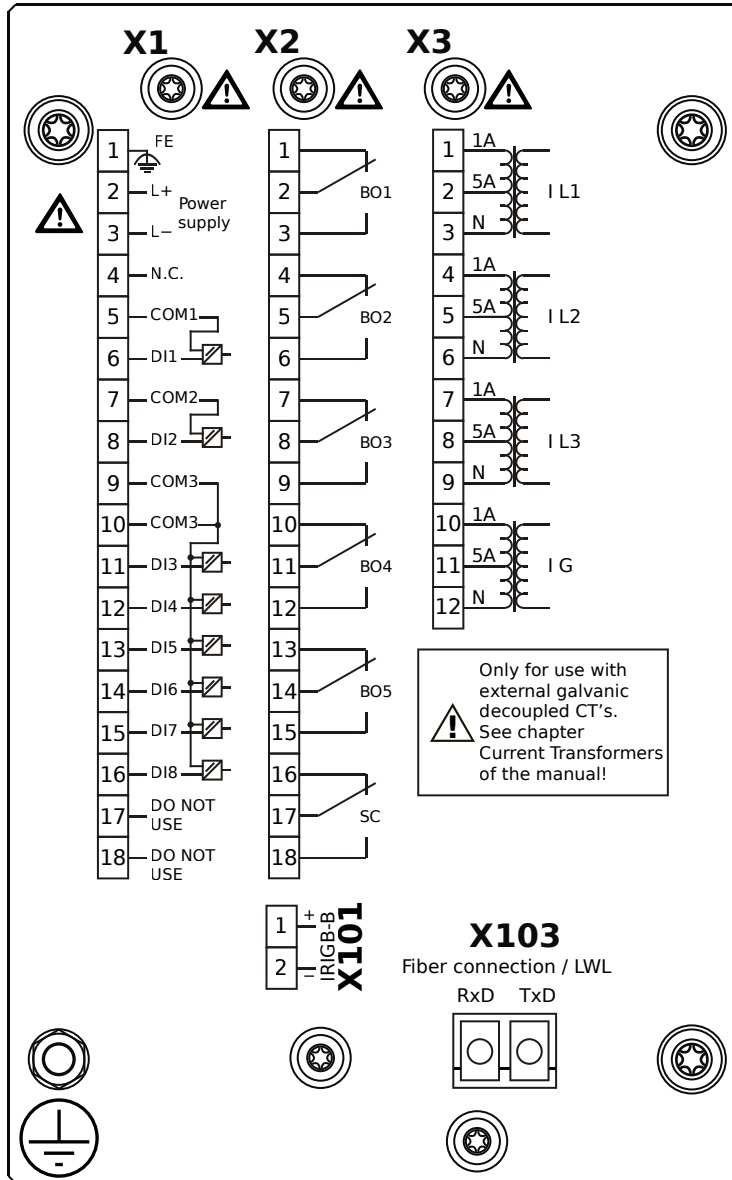 X1 X2 X3
1 FE
2 L+
3 L−
Power
supply
4 N.C.
5 COM1
6 DI1
7 COM2
8 DI2
9 COM3
10 COM3
11 DI3
12 DI4
13 DI5
14 DI6
15 DI7
16 DI8
17 DO NOT
USE
18 DO NOT
USE
1
2 BO1
3
4
5 BO2
6
7
8 BO3
9
10
11 BO4
12
13
14 BO5
15
16
17 SC
18
1 1A
2 5A I L1
3 N
4 1A
5 5A I L2
6 N
7 1A
8 5A I L3
9 N
10 1A
11 5A I G
12 N
Only for use with
external galvanic
decoupled CT's.
See chapter
Current Transformers
of the manual!
1 +
2 −
IRIGB-B
X101
X103
Fiber connection / LWL
RxD TxD